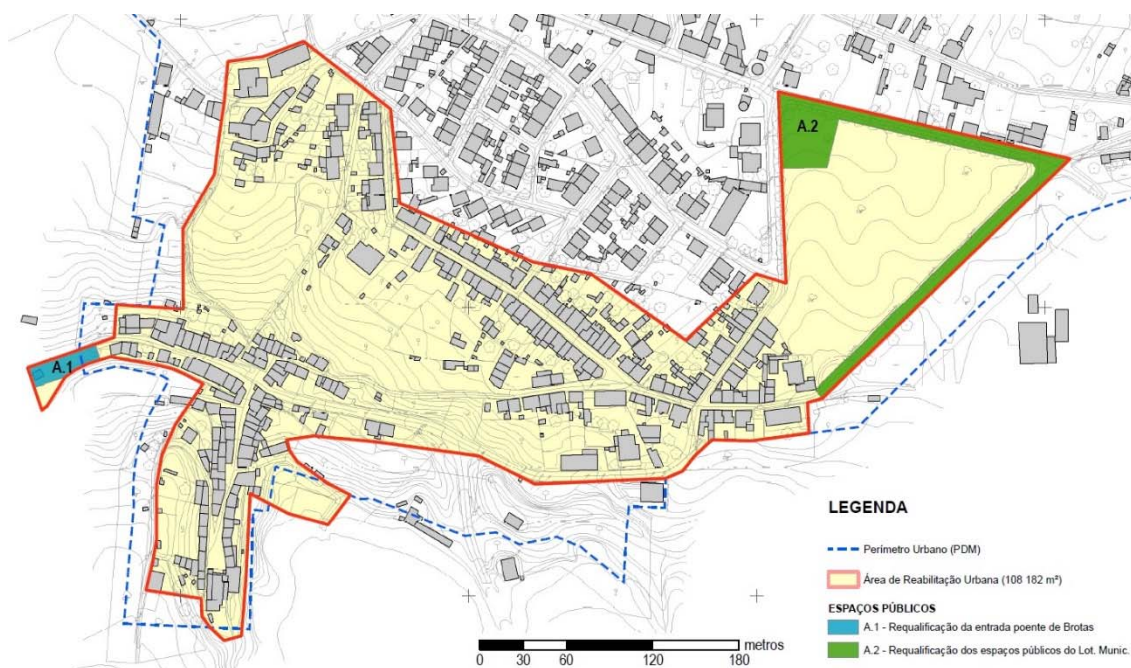 A.2
A.1
LEGENDA
Perímetro Urbano (PDM)
Área de Reabilitação Urbana (108 182 m²)
ESPAÇOS PÚBLICOS
A.1 - Requalificação da entrada poente de Brotas
A.2 - Requalificação dos espaços públicos do Lot. Munic.
metros
0 30 60 120 180